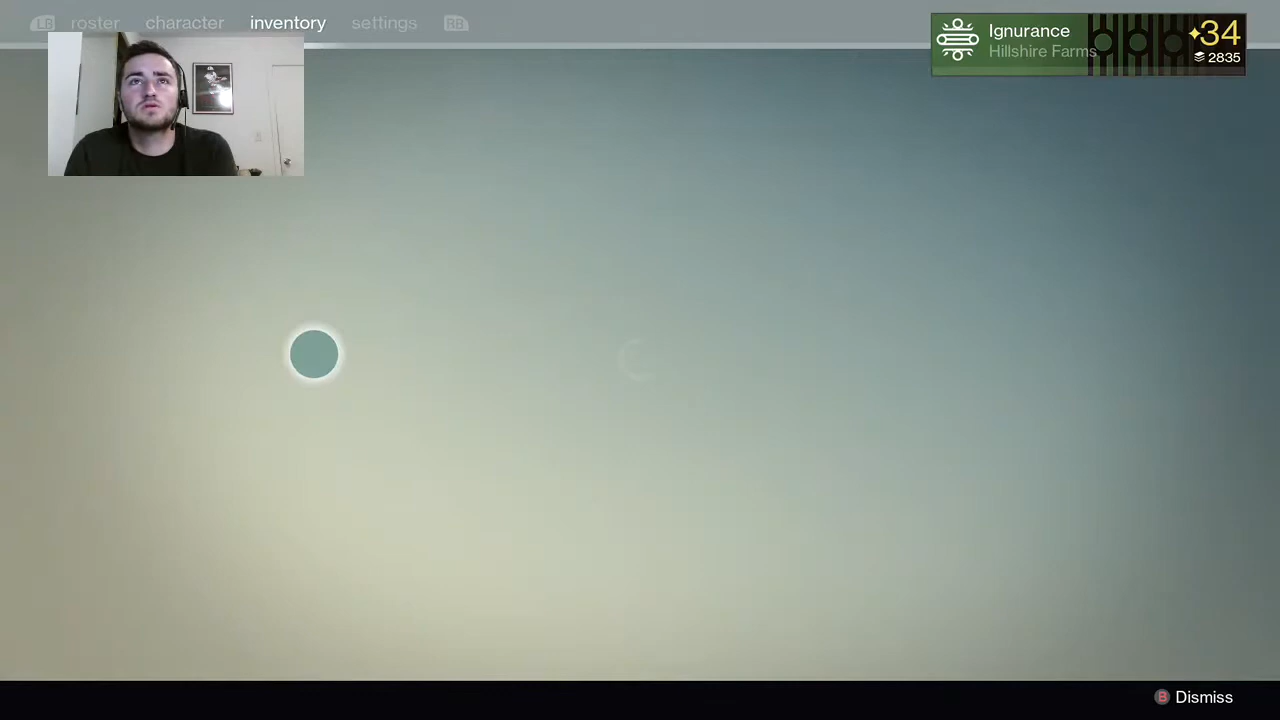 LB roster character inventory settings RB
Ignurance
Hillshire Farms
34
2835
B Dismiss